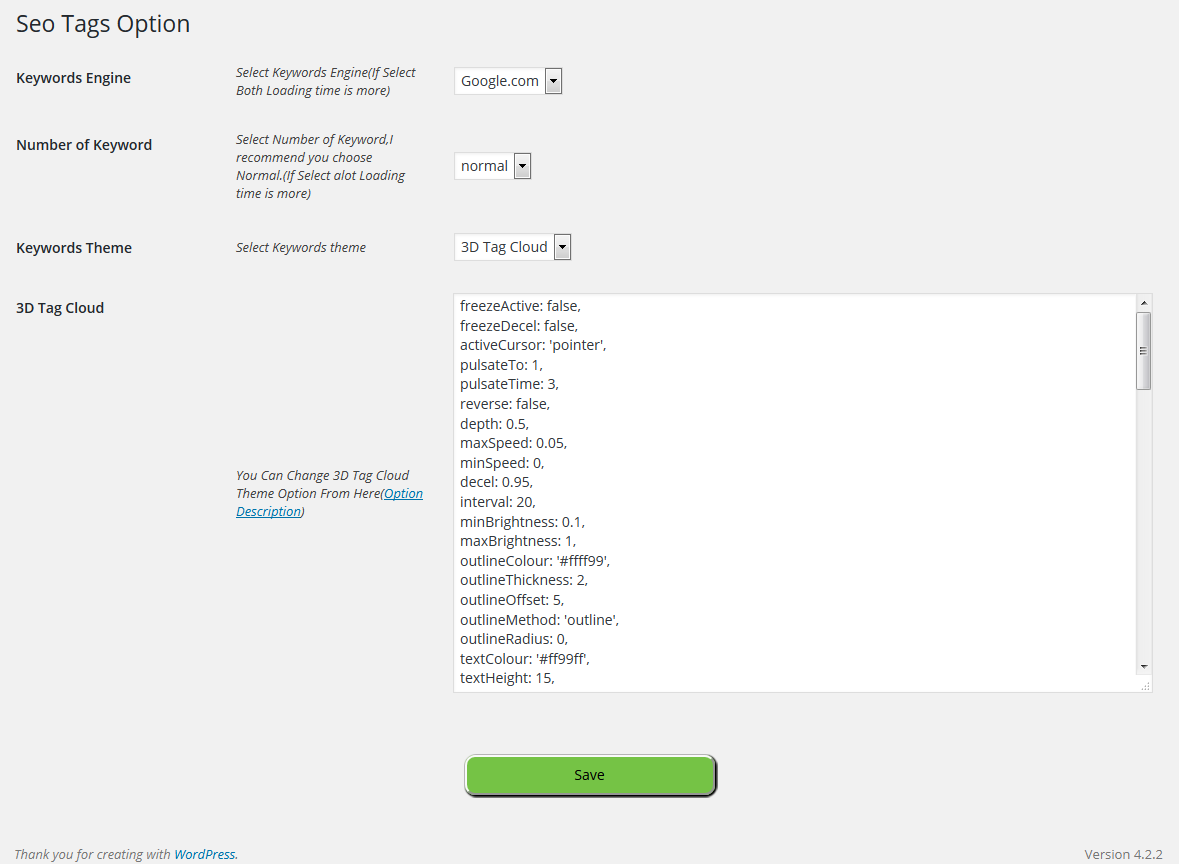 Seo Tags Option
Keywords Engine
Select Keywords Engine(If Select
Both Loading time is more)
Google.com
Number of Keyword
Select Number of Keyword,I
recommend you choose
Normal.(If Select alot Loading
time is more)
normal
Keywords Theme
Select Keywords theme
3D Tag Cloud
3D Tag Cloud
You Can Change 3D Tag Cloud
Theme Option From Here(Option
Description)
freezeActive: false,
freezeDecel: false,
activeCursor: 'pointer',
pulsateTo: 1,
pulsateTime: 3,
reverse: false,
depth: 0.5,
maxSpeed: 0.05,
minSpeed: 0,
decel: 0.95,
interval: 20,
minBrightness: 0.1,
maxBrightness: 1,
outlineColour: '#ffff99',
outlineThickness: 2,
outlineOffset: 5,
outlineMethod: 'outline',
outlineRadius: 0,
textColour: '#ff99ff',
textHeight: 15,
Save
Thank you for creating with WordPress.
Version 4.2.2